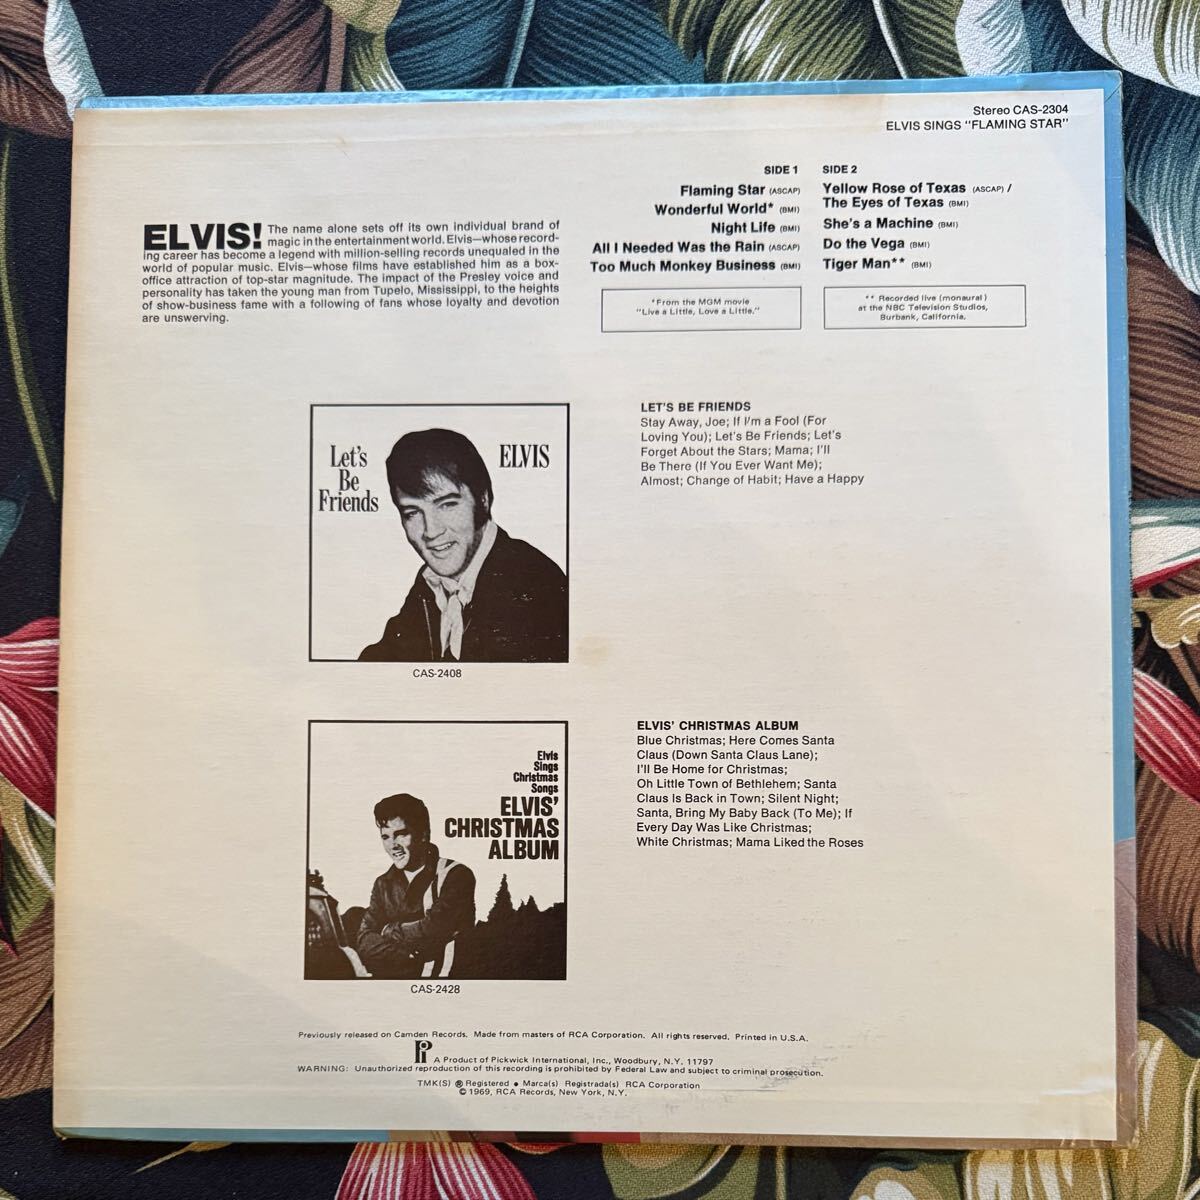 Stereo CAS-2304
ELVIS SINGS "FLAMING STAR"
ELVIS! The name alone sets off its own individual brand of
magic in the entertainment world. Elvis—whose record-
ing career has become a legend with million-selling records unequaled in the
world of popular music. Elvis—whose films have established him as a box-
office attraction of top-star magnitude. The impact of the Presley voice and
personality has taken the young man from Tupelo, Mississippi, to the heights
of show-business fame with a following of fans whose loyalty and devotion
are unswerving.
SIDE 1
Flaming Star (ASCAP)
Wonderful World* (BMI)
Night Life (BMI)
All I Needed Was the Rain (ASCAP)
Too Much Monkey Business (BMI)
*From the MGM movie
"Live a Little, Love a Little."
SIDE 2
Yellow Rose of Texas (ASCAP) /
The Eyes of Texas (BMI)
She's a Machine (BMI)
Do the Vega (BMI)
Tiger Man** (BMI)
** Recorded live (monaural)
at the NBC Television Studios,
Burbank, California.
Let's
Be
Friends
ELVIS
CAS-2408
LET'S BE FRIENDS
Stay Away, Joe; If I'm a Fool (For
Loving You); Let's Be Friends; Let's
Forget About the Stars; Mama; I'll
Be There (If You Ever Want Me);
Almost; Change of Habit; Have a Happy
Elvis
Sings
Christmas
Songs
ELVIS'
CHRISTMAS
ALBUM
CAS-2428
ELVIS' CHRISTMAS ALBUM
Blue Christmas; Here Comes Santa
Claus (Down Santa Claus Lane);
I'll Be Home for Christmas;
Oh Little Town of Bethlehem; Santa
Claus Is Back in Town; Silent Night;
Santa, Bring My Baby Back (To Me); If
Every Day Was Like Christmas;
White Christmas; Mama Liked the Roses
Previously released on Camden Records. Made from masters of RCA Corporation. All rights reserved. Printed in U.S.A.
A Product of Pickwick International, Inc., Woodbury, N.Y. 11797
WARNING: Unauthorized reproduction of this recording is prohibited by Federal Law and subject to criminal prosecution.
TMK(S) ® Registered • Marca(s) Registrada(s) RCA Corporation
© 1969, RCA Records, New York, N.Y.